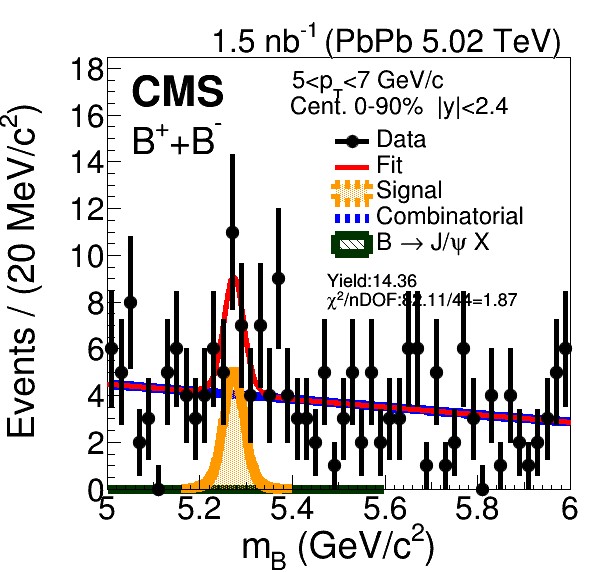 1.5 nb⁻¹ (PbPb 5.02 TeV)
CMS
B⁺+B⁻
5<p_T<7 GeV/c
Cent. 0-90% |y|<2.4
Data
Fit
Signal
Combinatorial
B → J/ψ X
Yield:14.36
χ²/nDOF:82.11/44=1.87
Events / (20 MeV/c²)
18
16
14
12
10
8
6
4
2
0
5 5.2 5.4 5.6 5.8 6
m_B (GeV/c²)